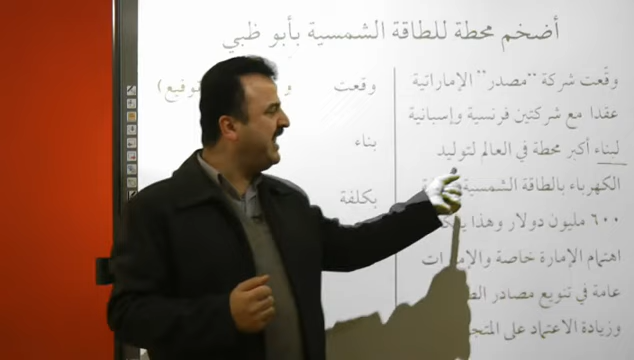 أضخم محطة للطاقة الشمسية بأبو ظبي
وقّعت شركة "مصدر" الإماراتية
عقدا مع شركتين فرنسية وإسبانية
لبناء أكبر محطة في العالم لتوليد
الكهرباء بالطاقة الشمسية
٦٠٠ مليون دولار وهذا
اهتمام الإمارة خاصة
عامة في تنويع مصادر
وزيادة الاعتماد على
وقعت
بناء
بكلفة